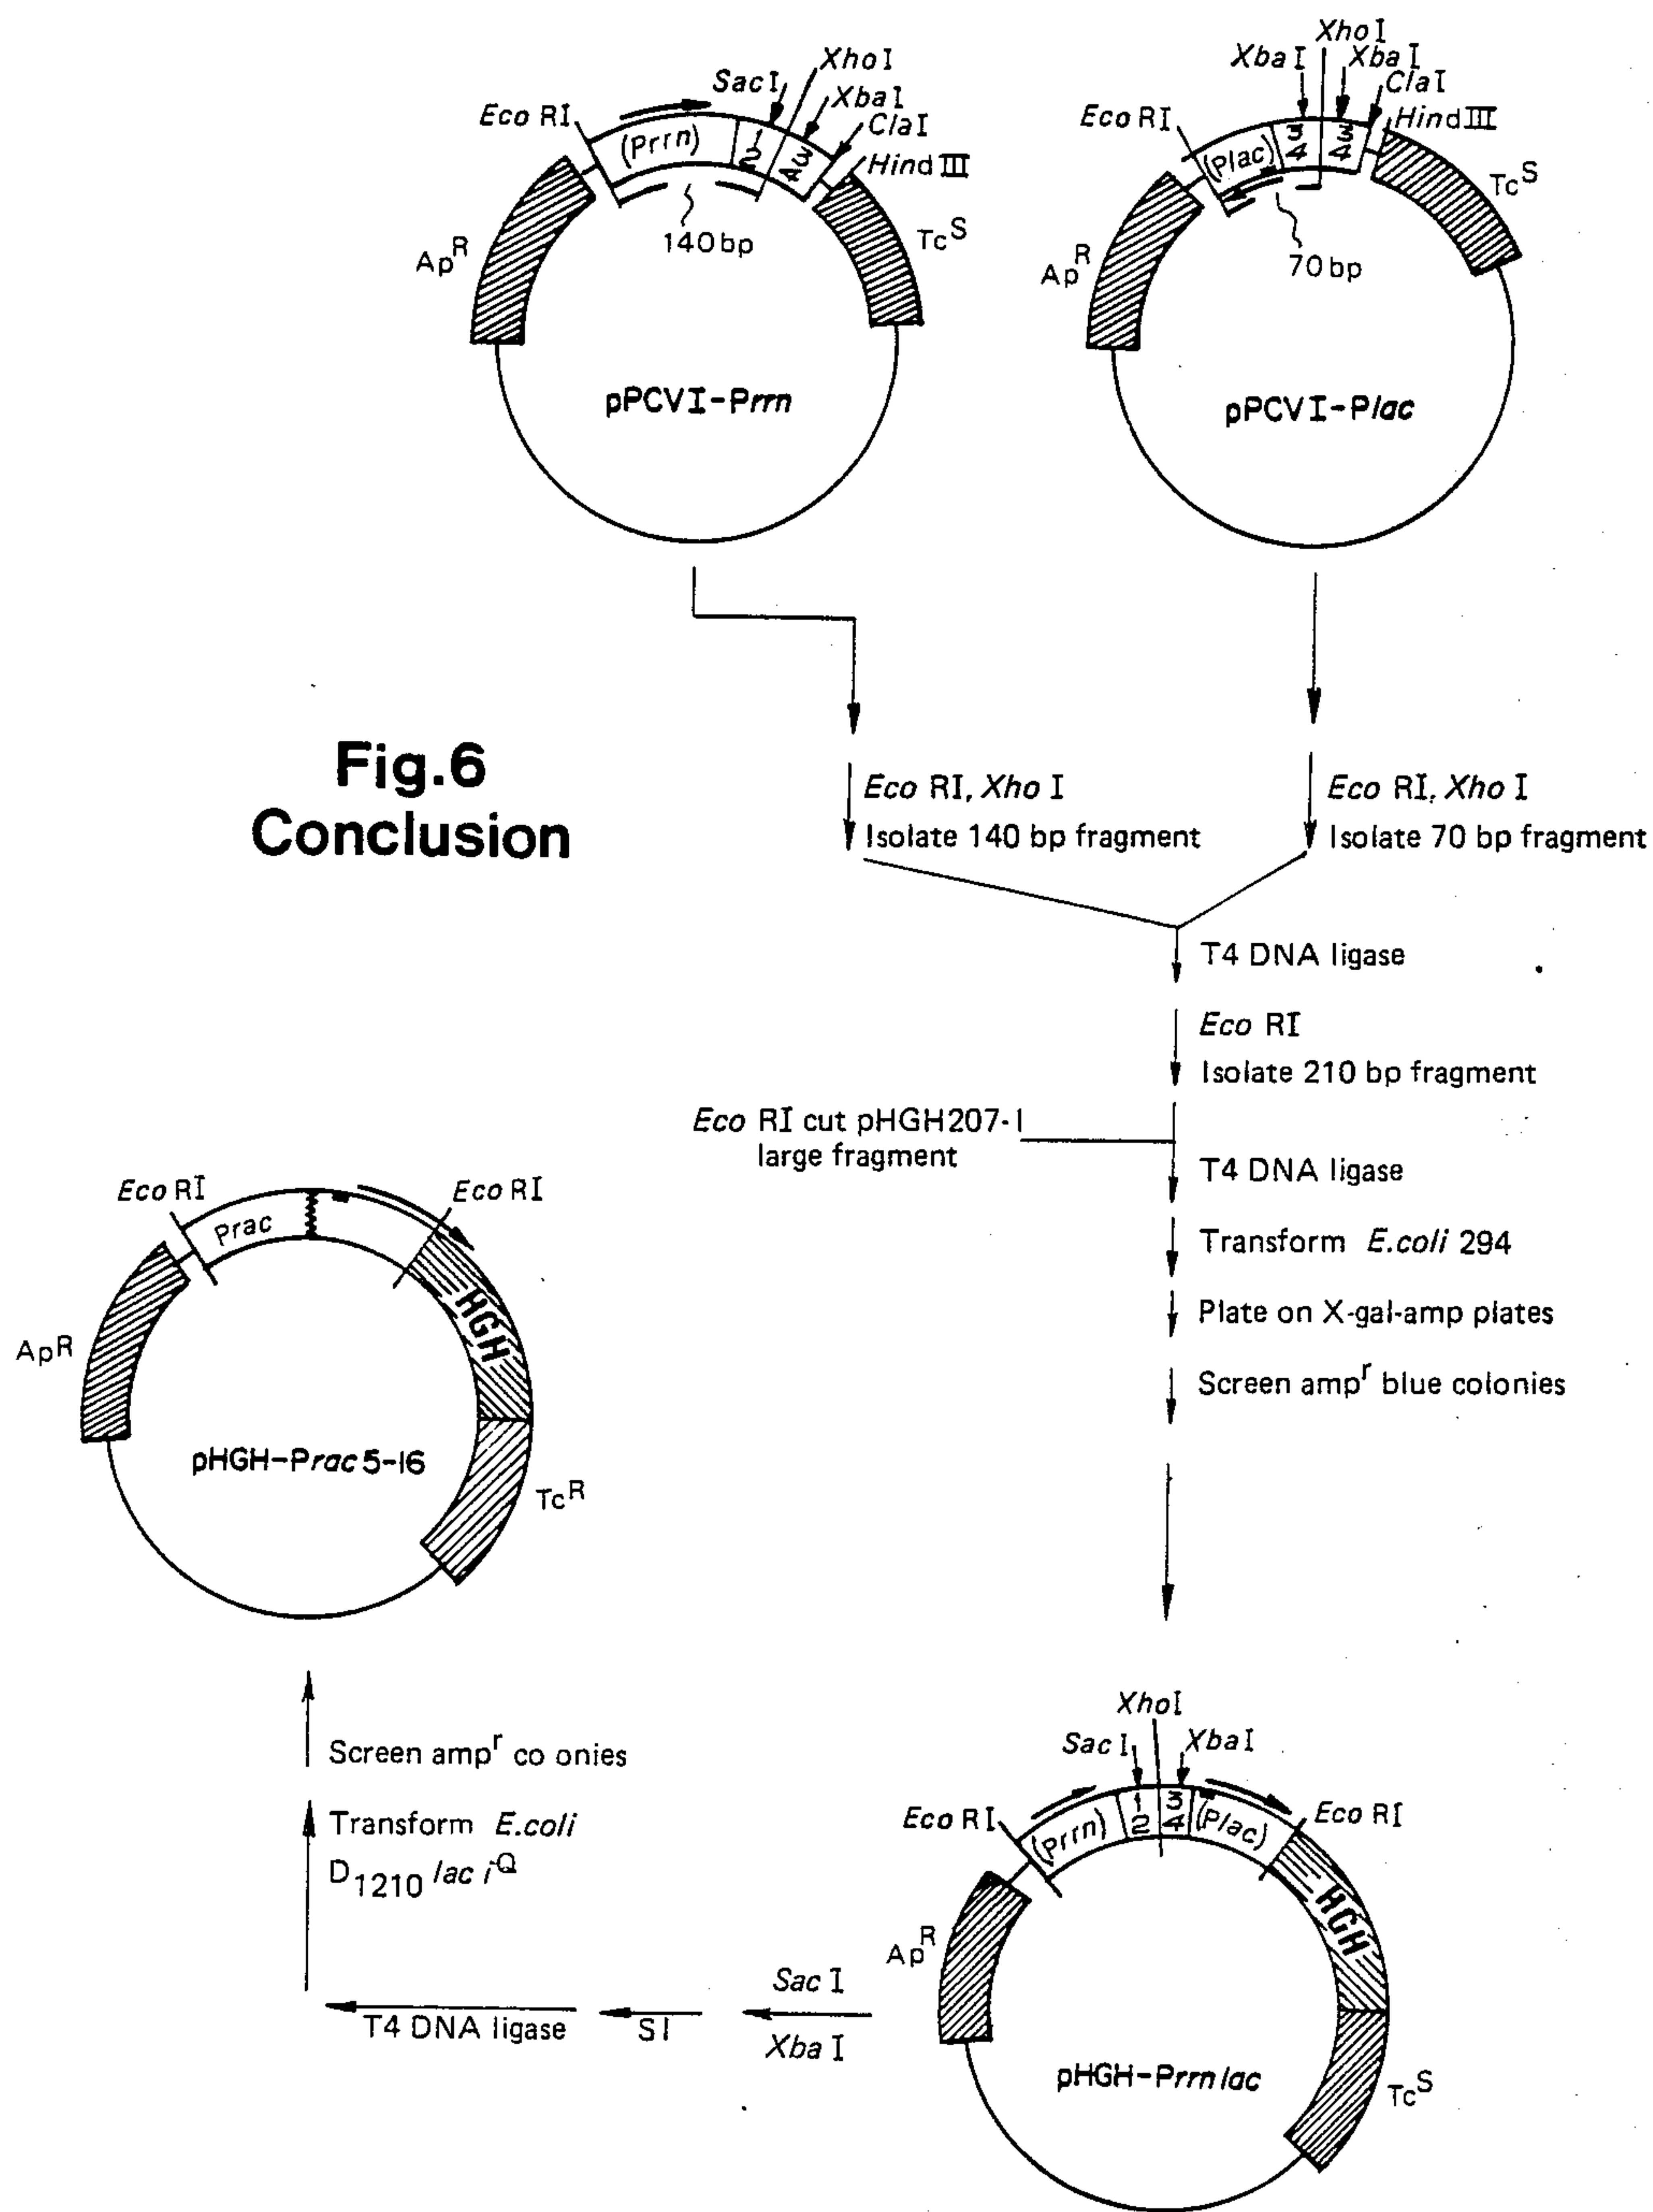 Eco RI
Sac I
Xho I
Xba I
Cla I
Hind III
(Prrn)
1
2
3
4
140 bp
Ap^R
Tc^S
pPCVI-Prrn
Eco RI
Xba I
Xho I
Xba I
Cla I
Hind III
(Plac)
3
4
3
4
70 bp
Ap^R
Tc^S
pPCVI-Plac
Fig.6
Conclusion
Eco RI, Xho I
Isolate 140 bp fragment
Eco RI, Xho I
Isolate 70 bp fragment
T4 DNA ligase
Eco RI
Isolate 210 bp fragment
Eco RI cut pHGH207-1
large fragment
T4 DNA ligase
Transform E.coli 294
Plate on X-gal-amp plates
Screen amp^r blue colonies
Eco RI
Eco RI
Prac
HGH
Ap^R
pHGH-Prac 5-16
Tc^R
Screen amp^r co onies
Transform E.coli
D1210 lac i^Q
T4 DNA ligase
S1
Sac I
Xba I
Xho I
Sac I
Xba I
Eco RI
Eco RI
(Prrn)
1
2
3
4
(Plac)
HGH
Ap^R
pHGH-Prrn lac
Tc^S